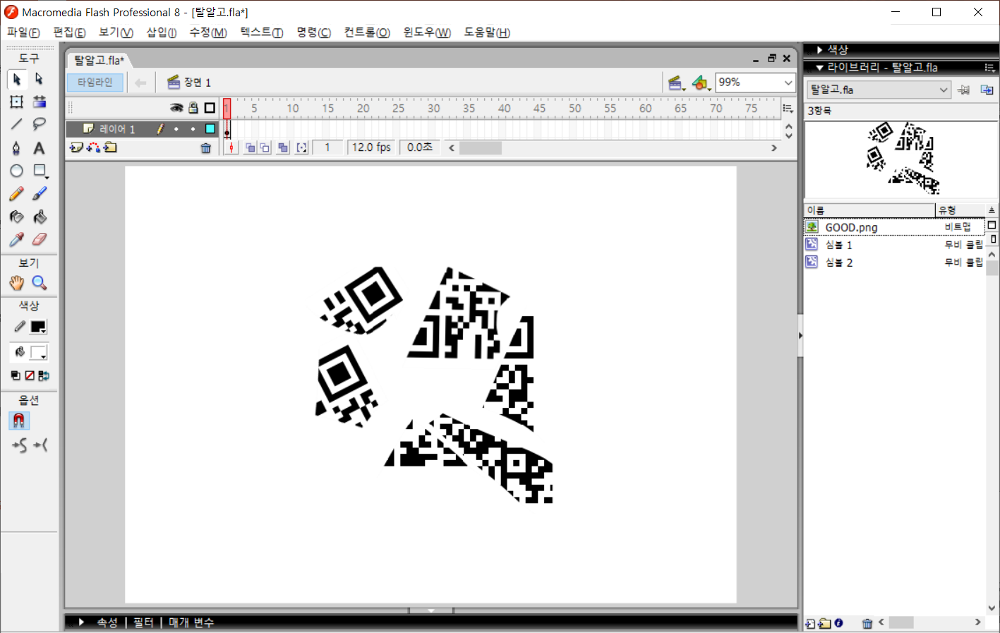 Macromedia Flash Professional 8 - [탈알고.fla*]
파일(F) 편집(E) 보기(V) 삽입(I) 수정(M) 텍스트(T) 명령(C) 컨트롤(O) 윈도우(W) 도움말(H)
도구
보기
색상
옵션
탈알고.fla*
타임라인
장면 1
99%
1 5 10 15 20 25 30 35 40 45 50 55 60 65 70 75
레이어 1
1 12.0 fps 0.0초
속성 | 필터 | 매개 변수
색상
라이브러리 - 탈알고.fla
탈알고.fla
3항목
이름 유형
GOOD.png 비트맵
심볼 1 무비 클립
심볼 2 무비 클립